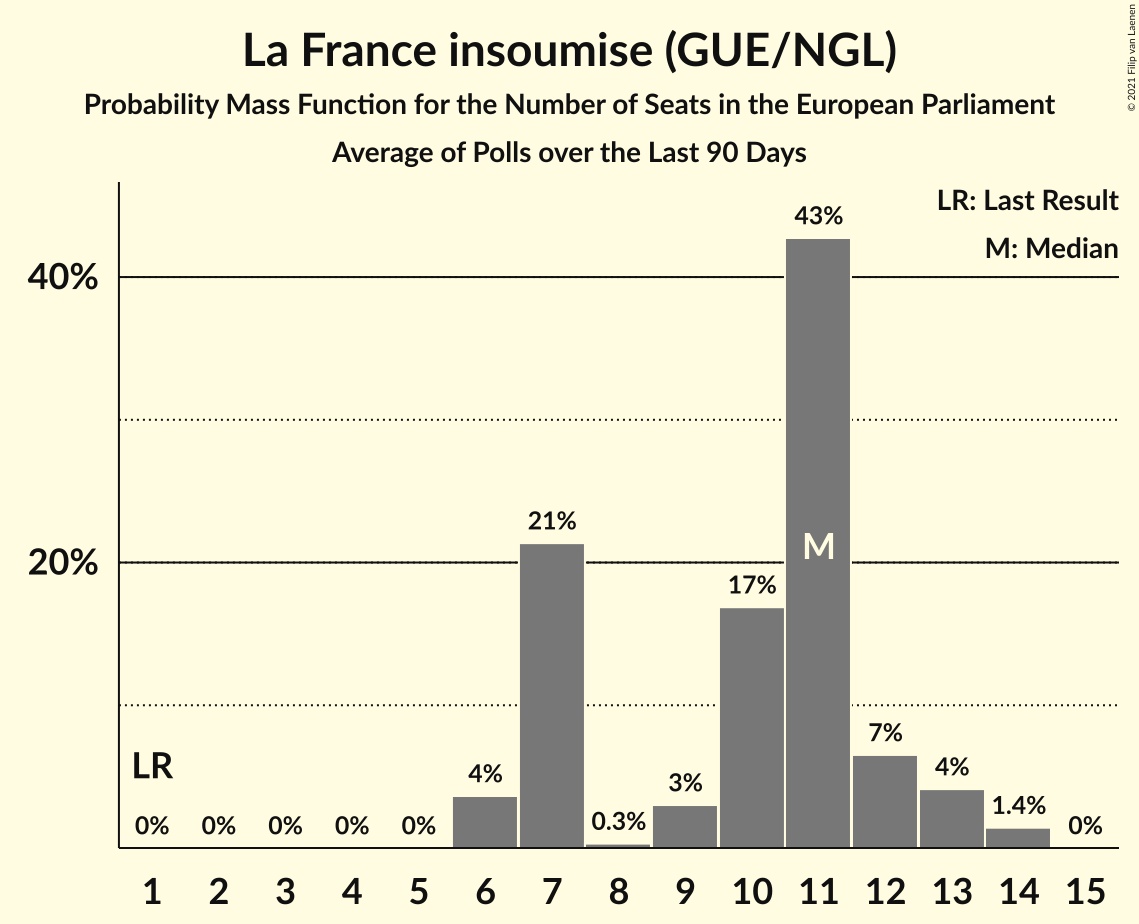 La France insoumise (GUE/NGL)
Probability Mass Function for the Number of Seats in the European Parliament
Average of Polls over the Last 90 Days
© 2021 Filip van Laenen
LR: Last Result
M: Median
40%
20%
LR
0%
0%
0%
0%
0%
4%
21%
0.3%
3%
17%
43%
M
7%
4%
1.4%
0%
1 2 3 4 5 6 7 8 9 10 11 12 13 14 15